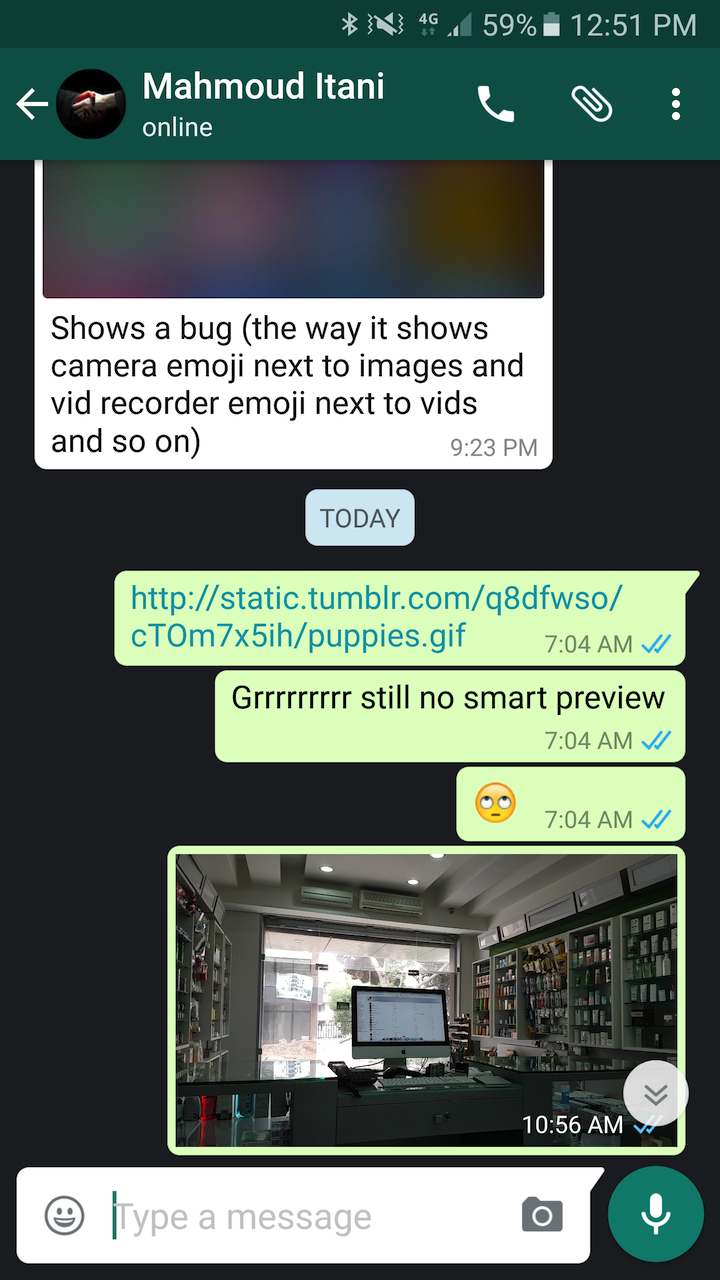 4G 59% 12:51 PM
Mahmoud Itani
online
Shows a bug (the way it shows
camera emoji next to images and
vid recorder emoji next to vids
and so on)
9:23 PM
TODAY
http://static.tumblr.com/q8dfwso/
cTOm7x5ih/puppies.gif
7:04 AM
Grrrrrrrrr still no smart preview
7:04 AM
7:04 AM
10:56 AM
Type a message